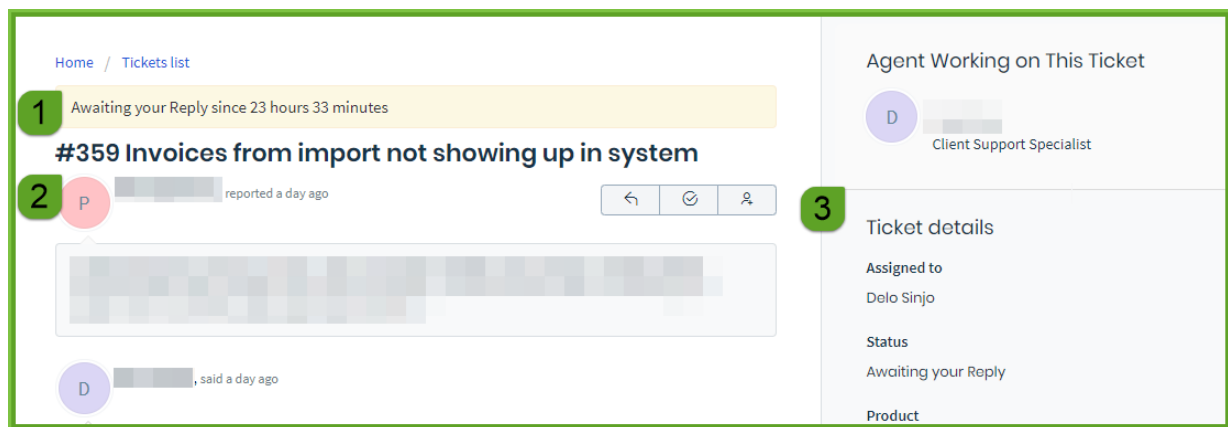 Home / Tickets list
1
Awaiting your Reply since 23 hours 33 minutes
#359 Invoices from import not showing up in system
2
P
reported a day ago
D
, said a day ago
Agent Working on This Ticket
D
Client Support Specialist
3
Ticket details
Assigned to
Delo Sinjo
Status
Awaiting your Reply
Product